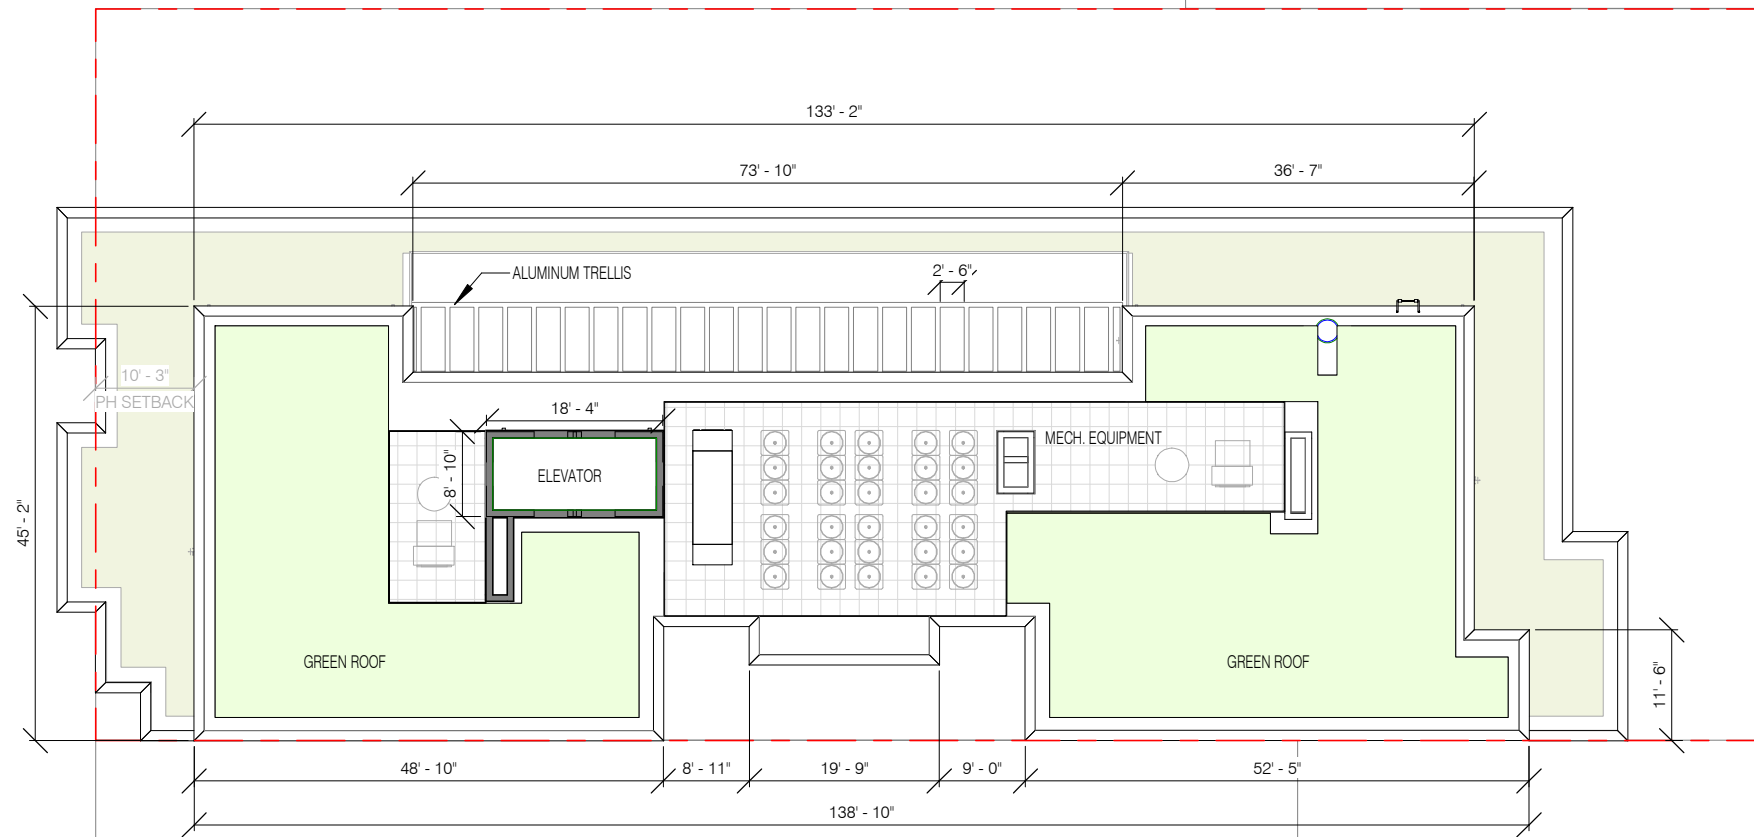 133' - 2"
73' - 10"
36' - 7"
ALUMINUM TRELLIS
2' - 6"
10' - 3"
PH SETBACK
18' - 4"
8' - 10"
ELEVATOR
MECH. EQUIPMENT
45' - 2"
GREEN ROOF
GREEN ROOF
11' - 6"
48' - 10"
8' - 11"
19' - 9"
9' - 0"
52' - 5"
138' - 10"